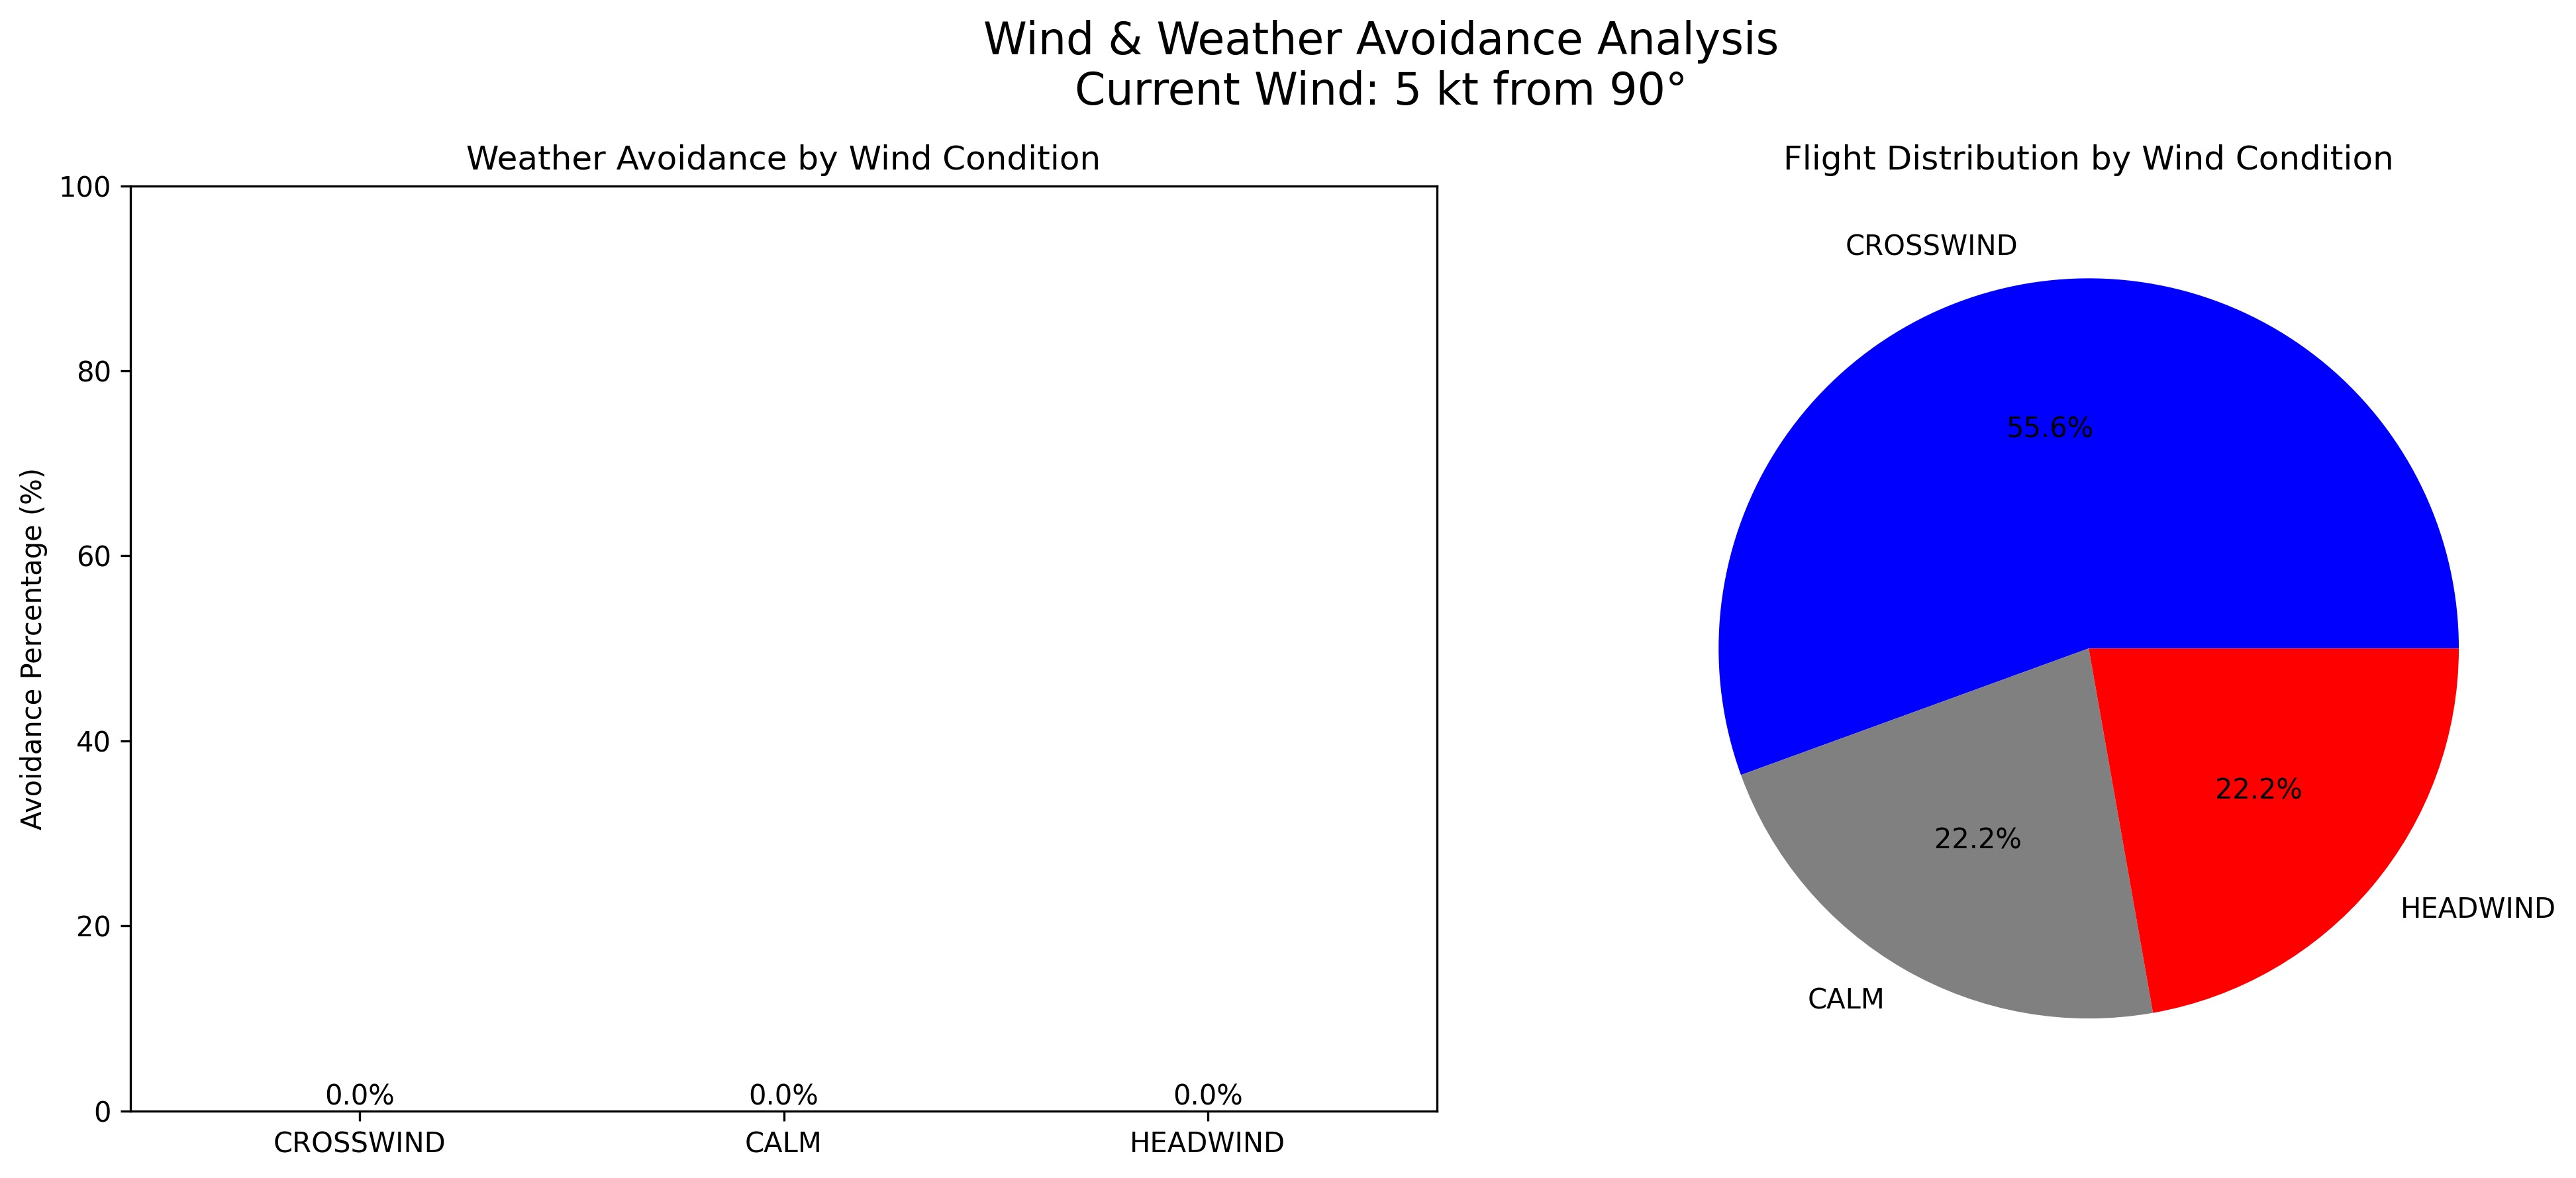 Wind & Weather Avoidance Analysis
Current Wind: 5 kt from 90°
Weather Avoidance by Wind Condition
Avoidance Percentage (%)
100
80
60
40
20
0
0.0%
0.0%
0.0%
CROSSWIND
CALM
HEADWIND
Flight Distribution by Wind Condition
CROSSWIND
55.6%
22.2%
22.2%
HEADWIND
CALM